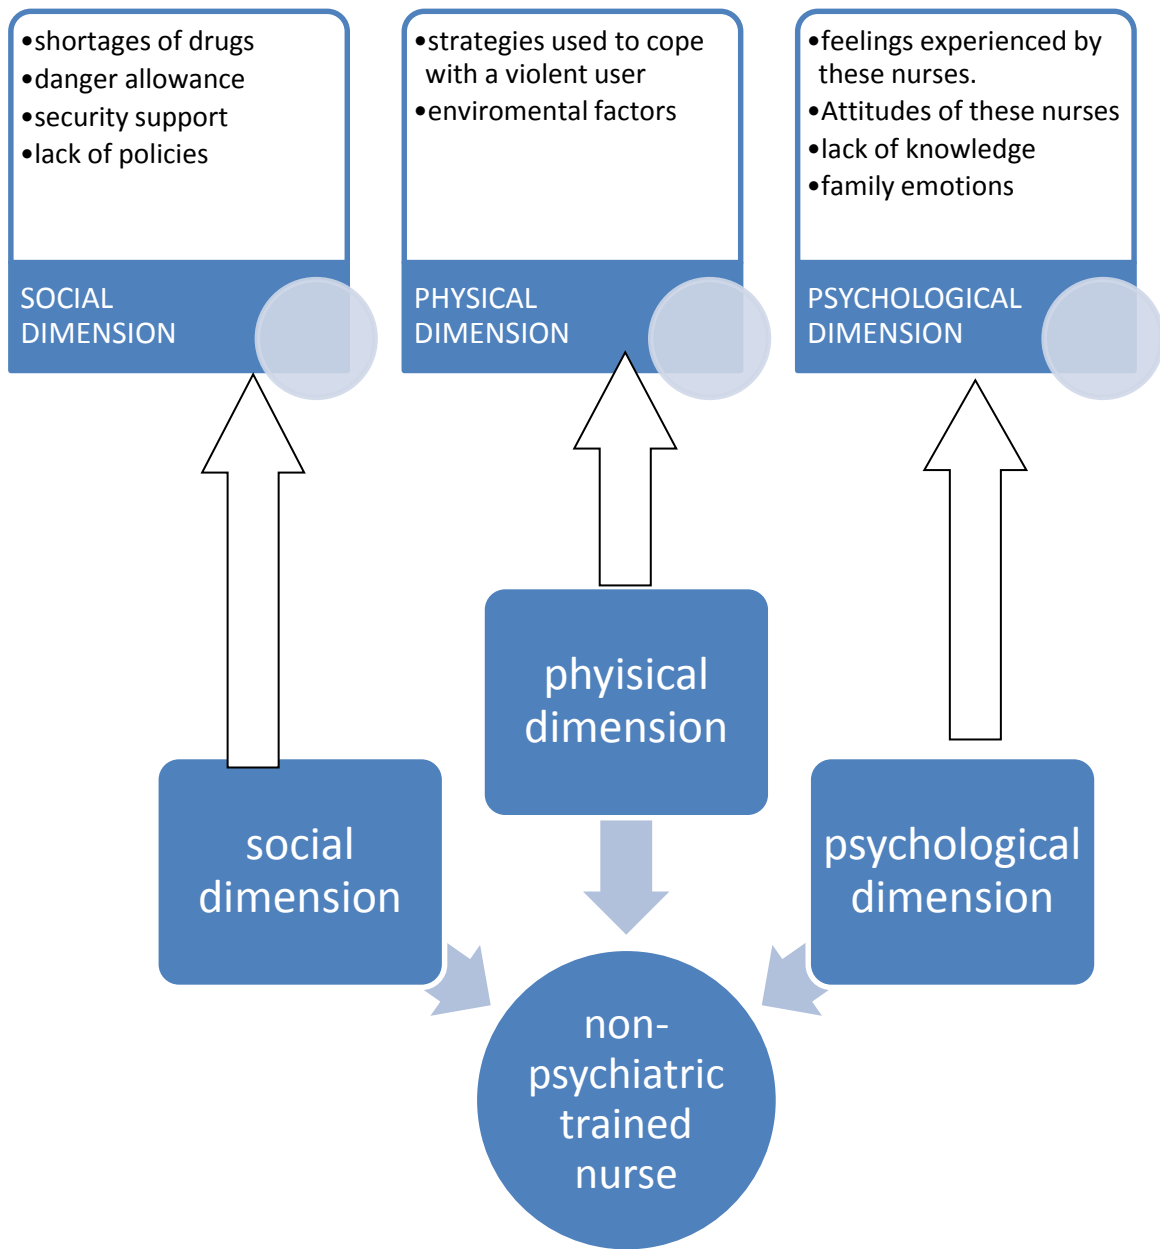 •shortages of drugs
•danger allowance
•security support
•lack of policies
SOCIAL
DIMENSION
•strategies used to cope
with a violent user
•enviromental factors
PHYSICAL
DIMENSION
•feelings experienced by
these nurses.
•Attitudes of these nurses
•lack of knowledge
•family emotions
PSYCHOLOGICAL
DIMENSION
phyisical
dimension
social
dimension
psychological
dimension
non-
psychiatric
trained
nurse